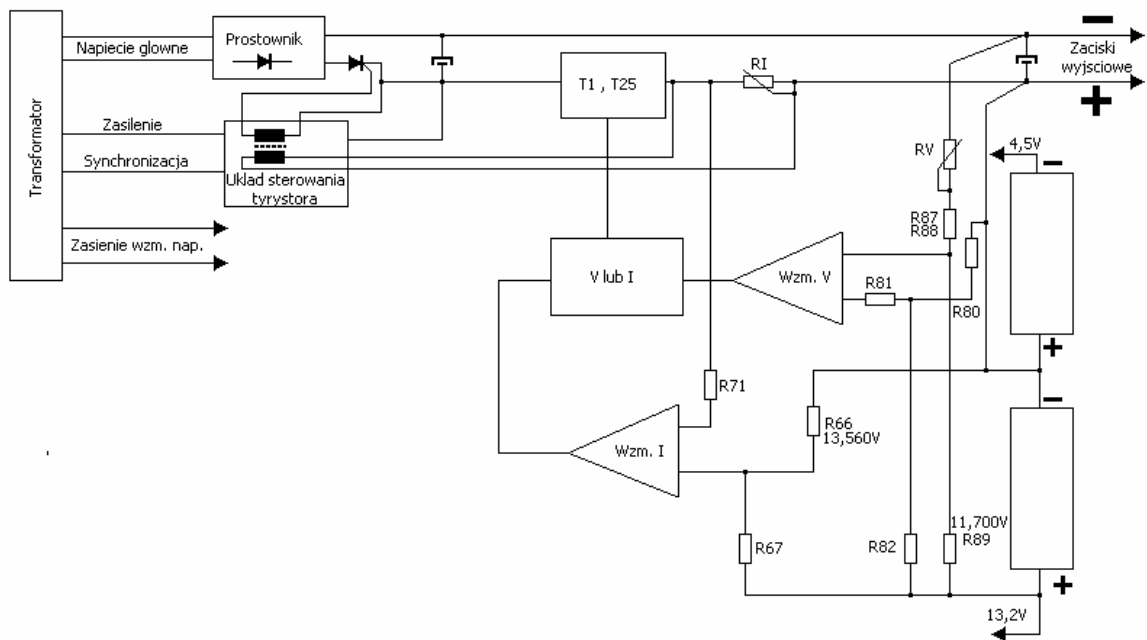 Transformator
Napiecie glowne
Prostownik
Zasilenie
Synchronizacja
Uklad sterowania
tyrystora
Zasienie wzm. nap.
T1 , T25
RI
−
Zaciski
wyjsciowe
+
RV
4,5V
−
R87
R88
V lub I
Wzm. V
R81
R80
+
R71
−
R66
13,560V
Wzm. I
11,700V
R67
R82
R89
+
13,2V